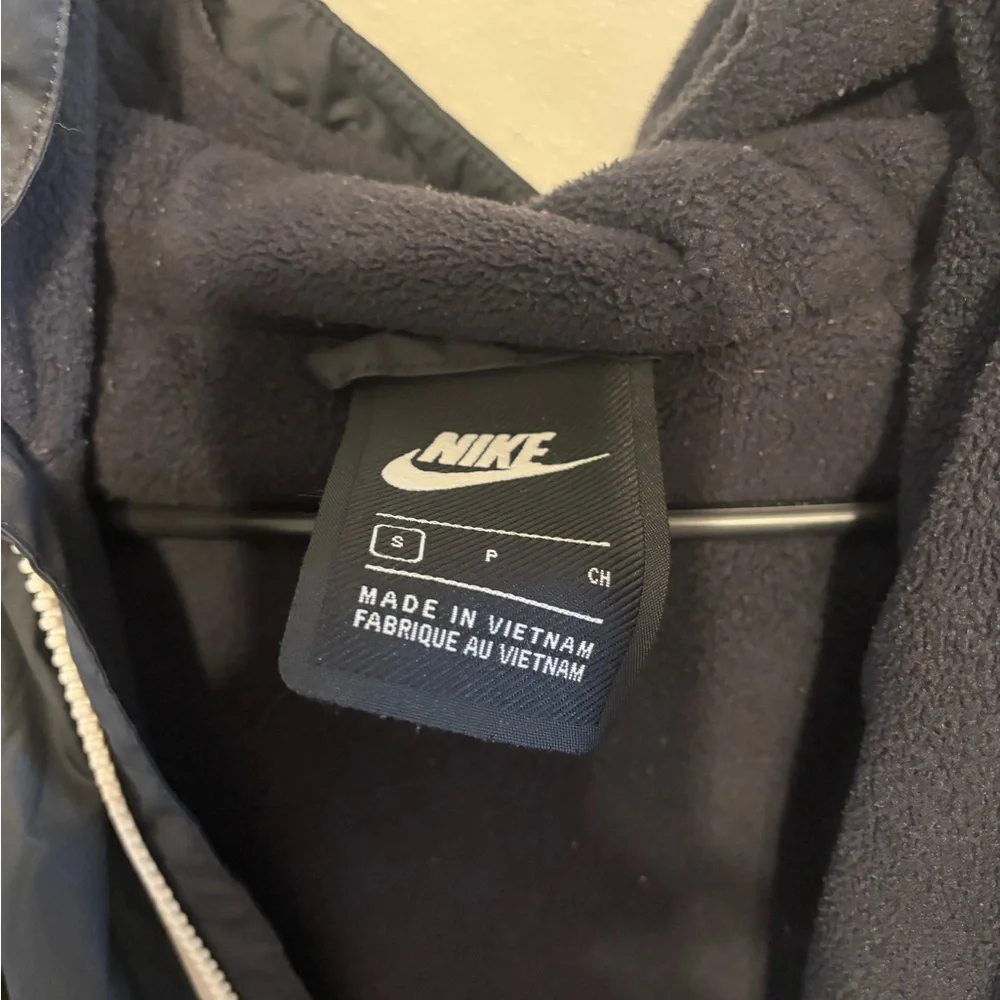 NIKE
S P CH
MADE IN VIETNAM
FABRIQUE AU VIETNAM